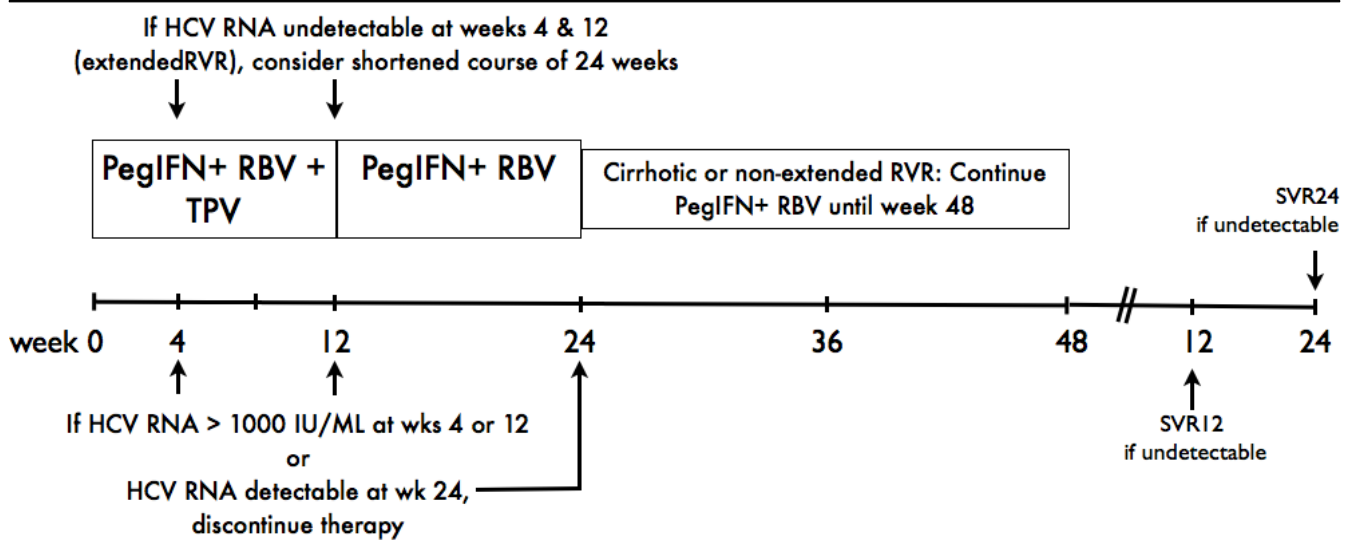 If HCV RNA undetectable at weeks 4 & 12
(extendedRVR), consider shortened course of 24 weeks
PegIFN+ RBV +
TPV
PegIFN+ RBV
Cirrhotic or non-extended RVR: Continue
PegIFN+ RBV until week 48
SVR24
if undetectable
week 0 4 12 24 36 48 12 24
If HCV RNA > 1000 IU/ML at wks 4 or 12
or
HCV RNA detectable at wk 24,
discontinue therapy
SVR12
if undetectable